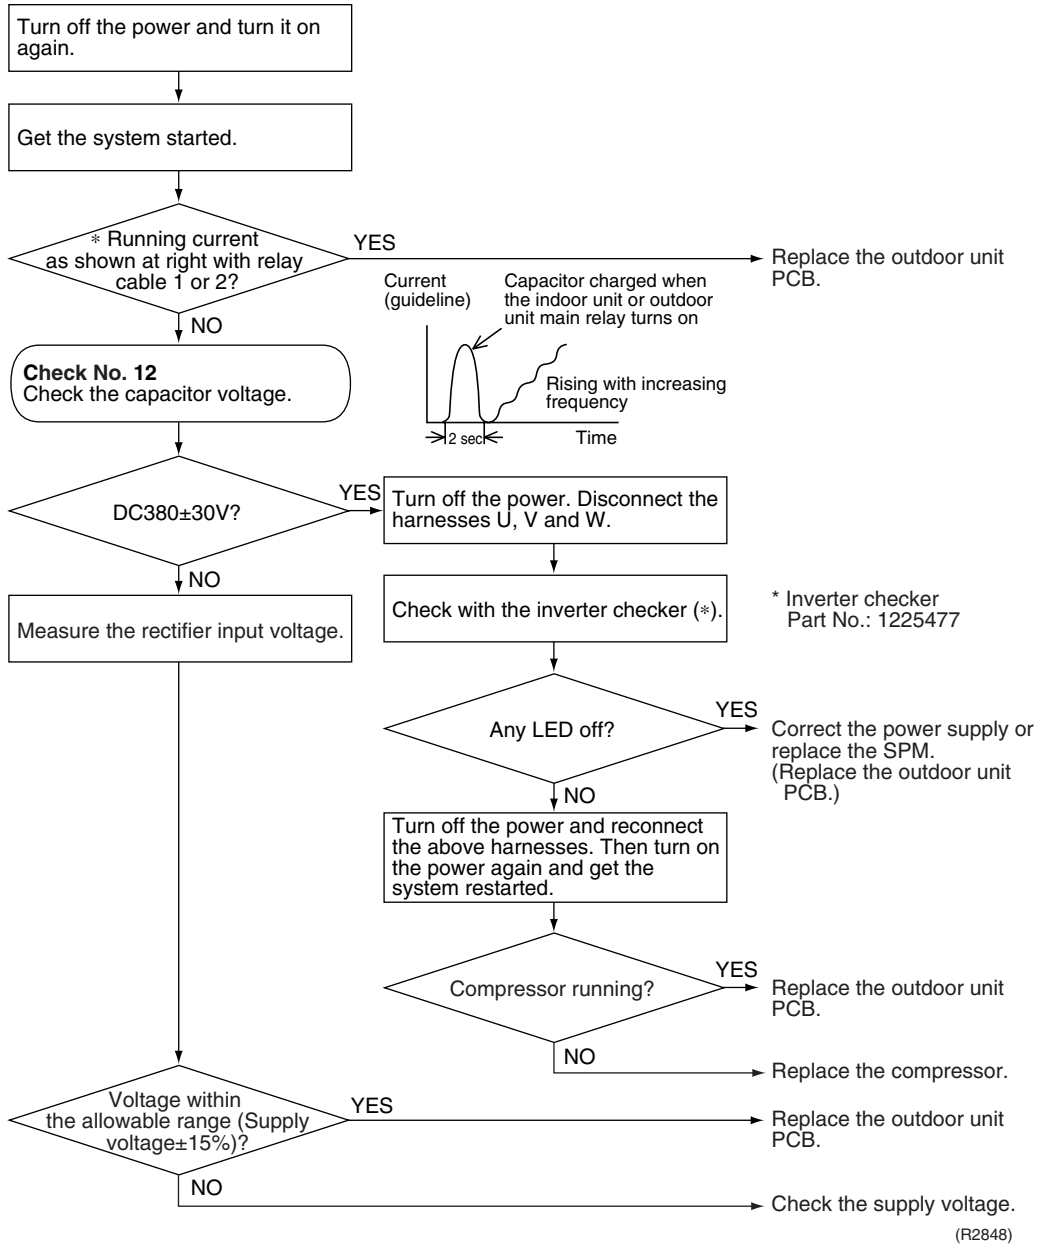 Turn off the power and turn it on
again.
Get the system started.
* Running current
as shown at right with relay
cable 1 or 2?
YES
Replace the outdoor unit
PCB.
NO
Current
(guideline)
Capacitor charged when
the indoor unit or outdoor
unit main relay turns on
Rising with increasing
frequency
2 sec
Time
Check No. 12
Check the capacitor voltage.
DC380±30V?
YES
Turn off the power. Disconnect the
harnesses U, V and W.
NO
Check with the inverter checker (*).
* Inverter checker
Part No.: 1225477
Measure the rectifier input voltage.
Any LED off?
YES
Correct the power supply or
replace the SPM.
(Replace the outdoor unit
PCB.)
NO
Turn off the power and reconnect
the above harnesses. Then turn on
the power again and get the
system restarted.
Compressor running?
YES
Replace the outdoor unit
PCB.
NO
Replace the compressor.
Voltage within
the allowable range (Supply
voltage±15%)?
YES
Replace the outdoor unit
PCB.
NO
Check the supply voltage.
(R2848)